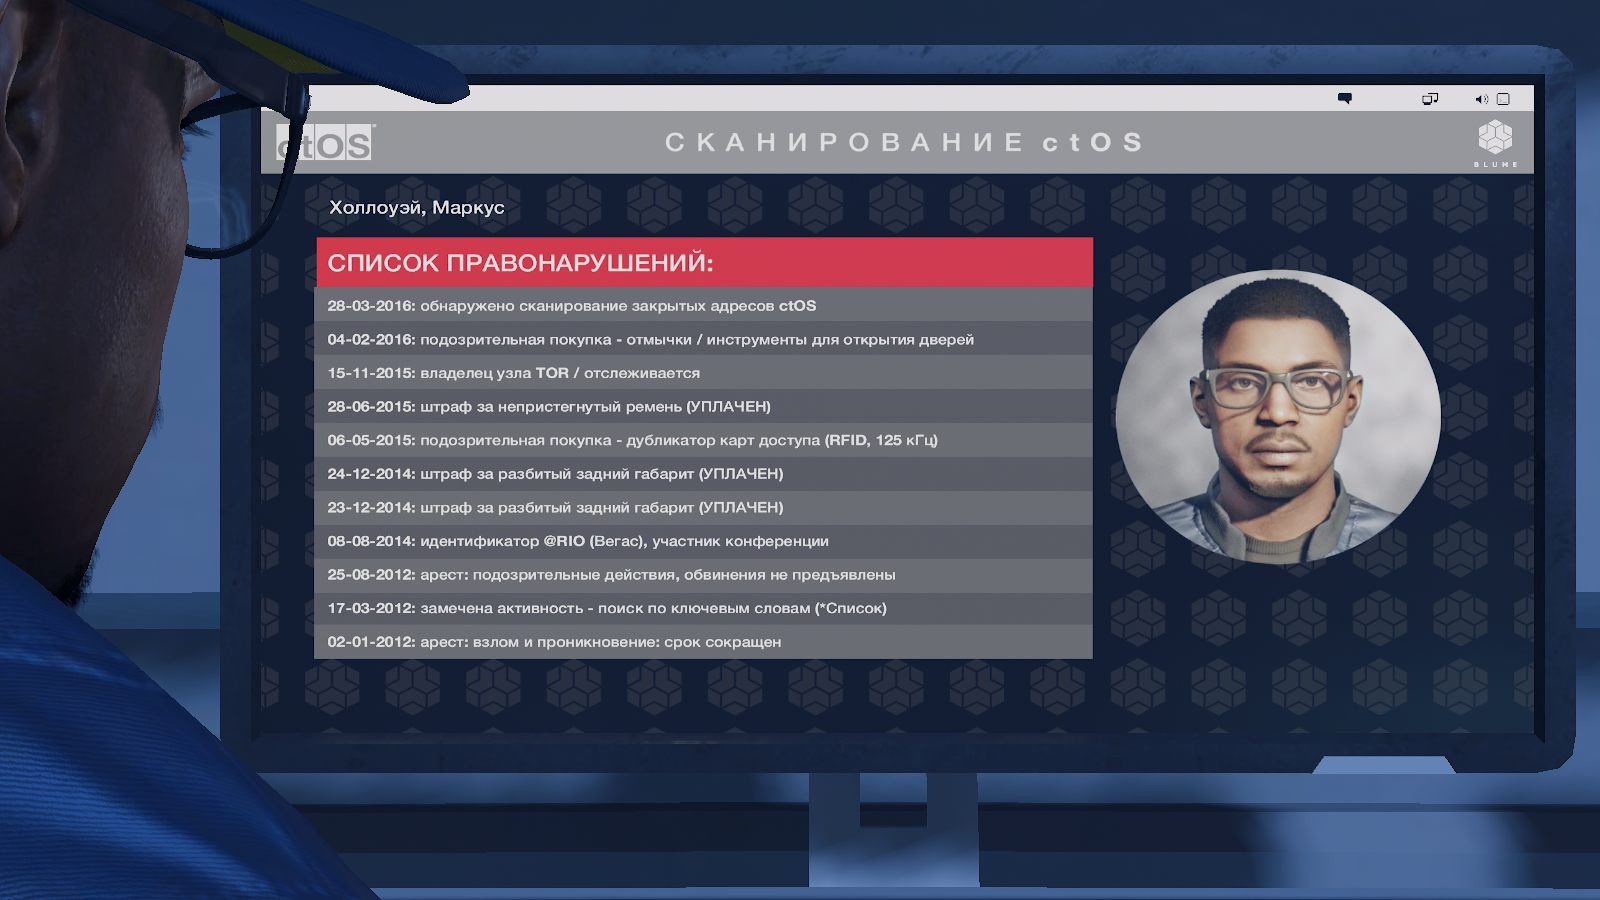 ctOS
СКАНИРОВАНИЕ ctOS
BLUME
Холлоуэй, Маркус
СПИСОК ПРАВОНАРУШЕНИЙ:
28-03-2016: обнаружено сканирование закрытых адресов ctOS
04-02-2016: подозрительная покупка - отмычки / инструменты для открытия дверей
15-11-2015: владелец узла TOR / отслеживается
28-06-2015: штраф за непристегнутый ремень (УПЛАЧЕН)
06-05-2015: подозрительная покупка - дубликатор карт доступа (RFID, 125 кГц)
24-12-2014: штраф за разбитый задний габарит (УПЛАЧЕН)
23-12-2014: штраф за разбитый задний габарит (УПЛАЧЕН)
08-08-2014: идентификатор @RIO (Вегас), участник конференции
25-08-2012: арест: подозрительные действия, обвинения не предъявлены
17-03-2012: замечена активность - поиск по ключевым словам (*Список)
02-01-2012: арест: взлом и проникновение: срок сокращен